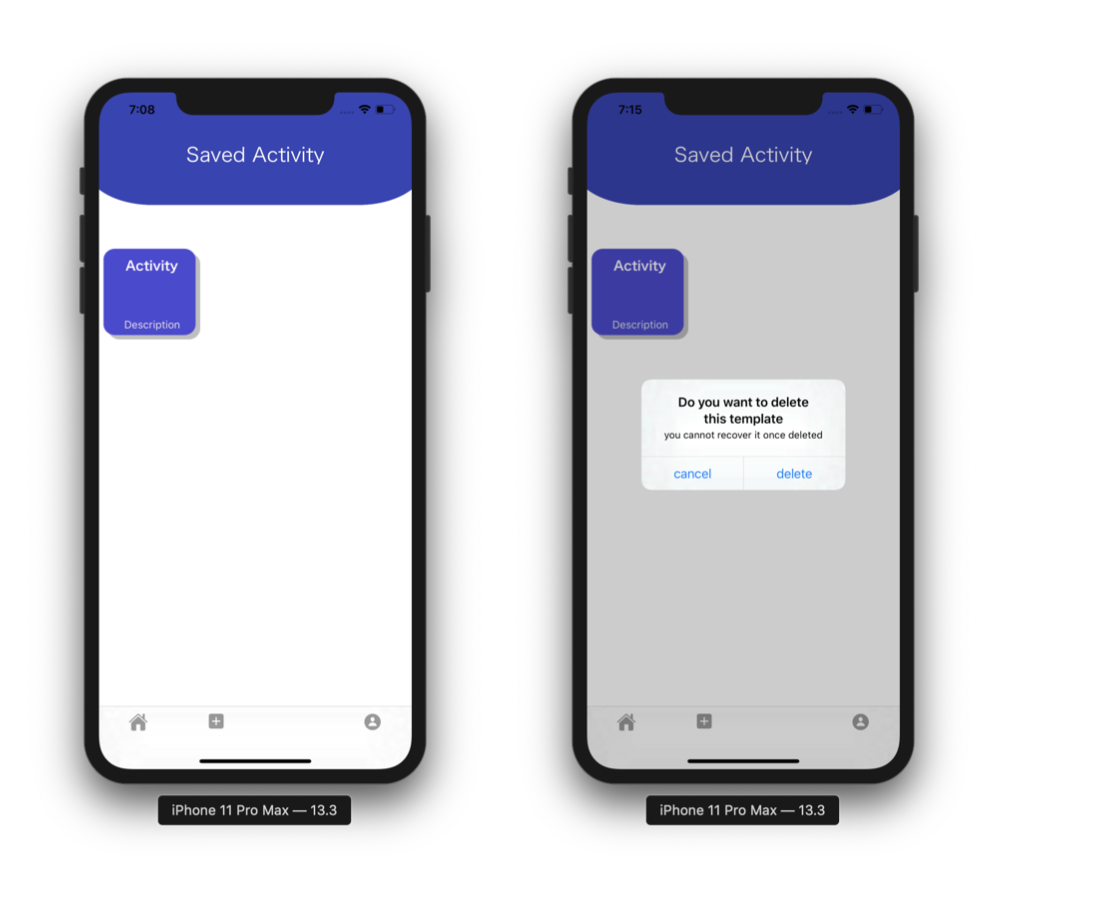 7:08
Saved Activity
Activity
Description
iPhone 11 Pro Max — 13.3
7:15
Saved Activity
Activity
Description
Do you want to delete
this template
you cannot recover it once deleted
cancel
delete
iPhone 11 Pro Max — 13.3